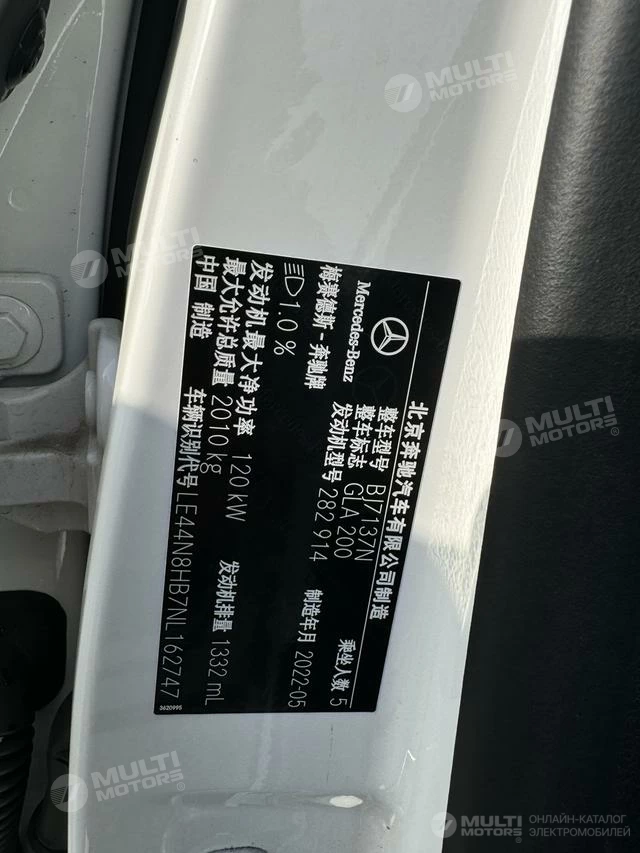 北京奔驰汽车有限公司制造
Mercedes-Benz
整车型号 BJ7137N
整车标志 GLA 200
乘坐人数 5
梅赛德斯-奔驰牌
发动机型号 282 914
制造年月 2022-05
1.0 %
发动机最大净功率 120 kW
发动机排量 1332 mL
最大允许总质量 2010 kg
中国 制造
车辆识别代号 LE44N8HB7NL162747
3620995
MULTI
MOTORS
MULTI
MOTORS
MULTI
MOTORS
MULTI
MOTORS
MULTI
MOTORS
ОНЛАЙН-КАТАЛОГ
ЭЛЕКТРОМОБИЛЕЙ